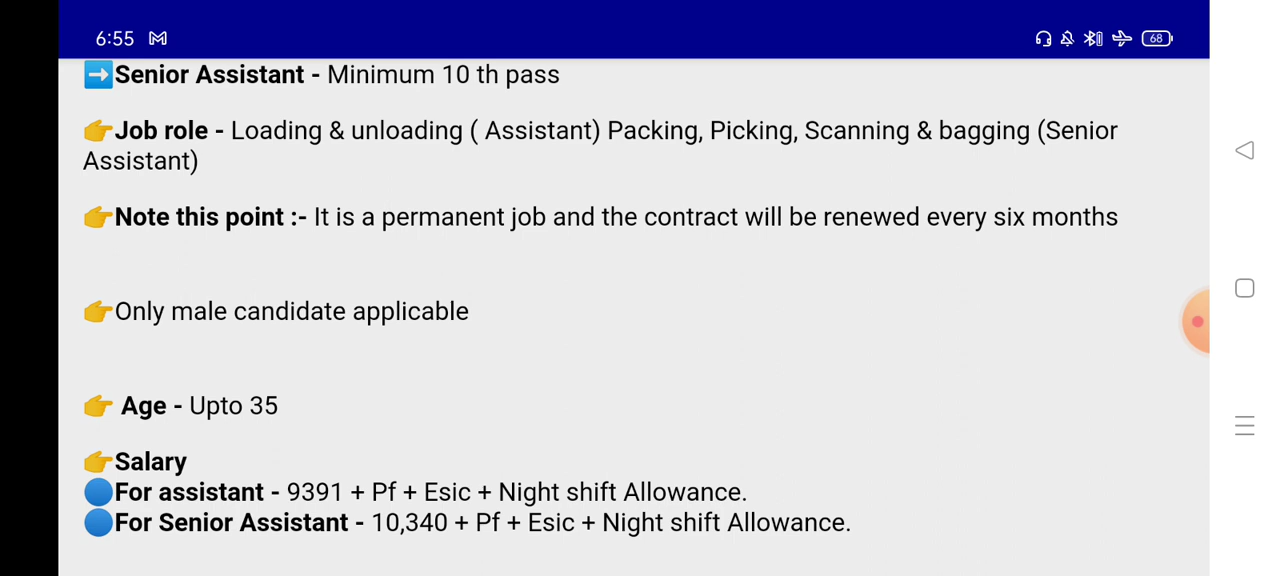 6:55
68
➡️Senior Assistant - Minimum 10 th pass
👉Job role - Loading & unloading ( Assistant) Packing, Picking, Scanning & bagging (Senior
Assistant)
👉Note this point :- It is a permanent job and the contract will be renewed every six months
👉Only male candidate applicable
👉 Age - Upto 35
👉Salary
🔵For assistant - 9391 + Pf + Esic + Night shift Allowance.
🔵For Senior Assistant - 10,340 + Pf + Esic + Night shift Allowance.